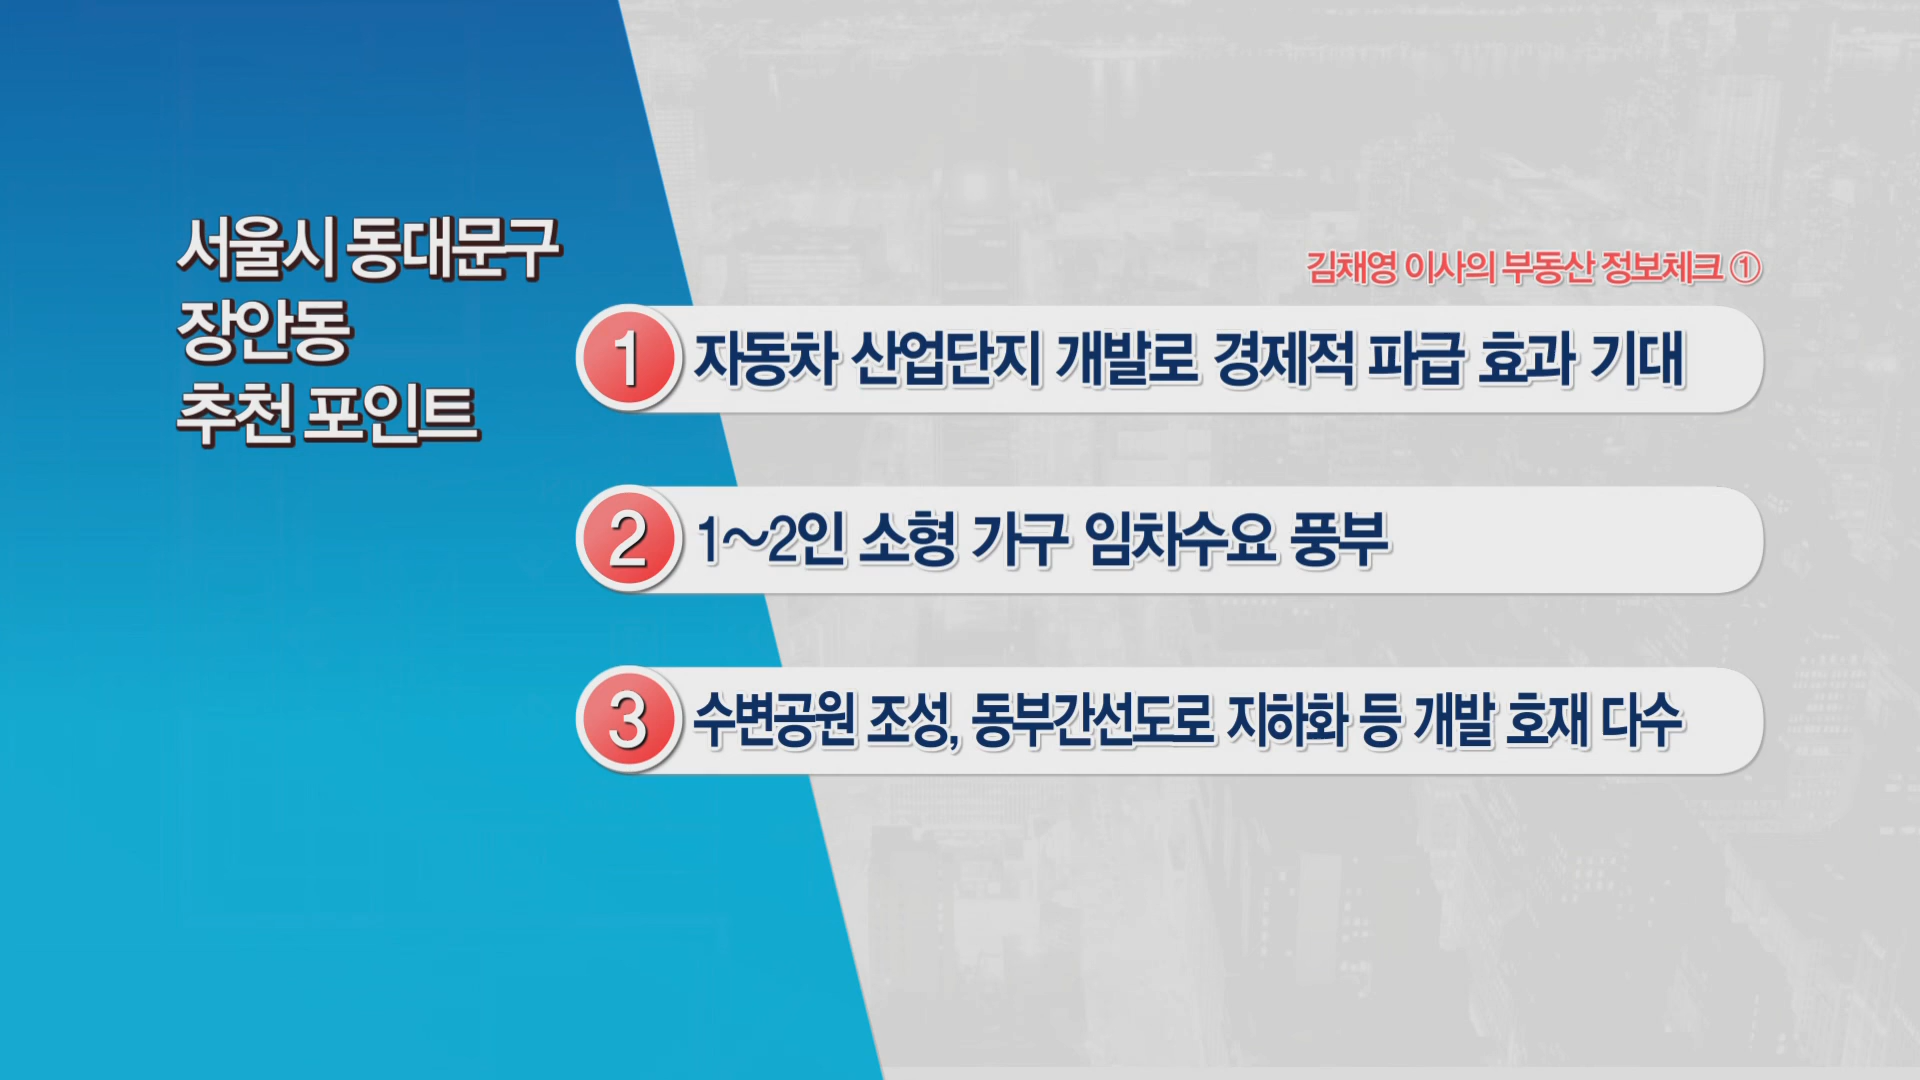 서울시 동대문구
장안동
추천 포인트
김채영 이사의 부동산 정보체크 ①
1 자동차 산업단지 개발로 경제적 파급 효과 기대
2 1~2인 소형 가구 임차수요 풍부
3 수변공원 조성, 동부간선도로 지하화 등 개발 호재 다수